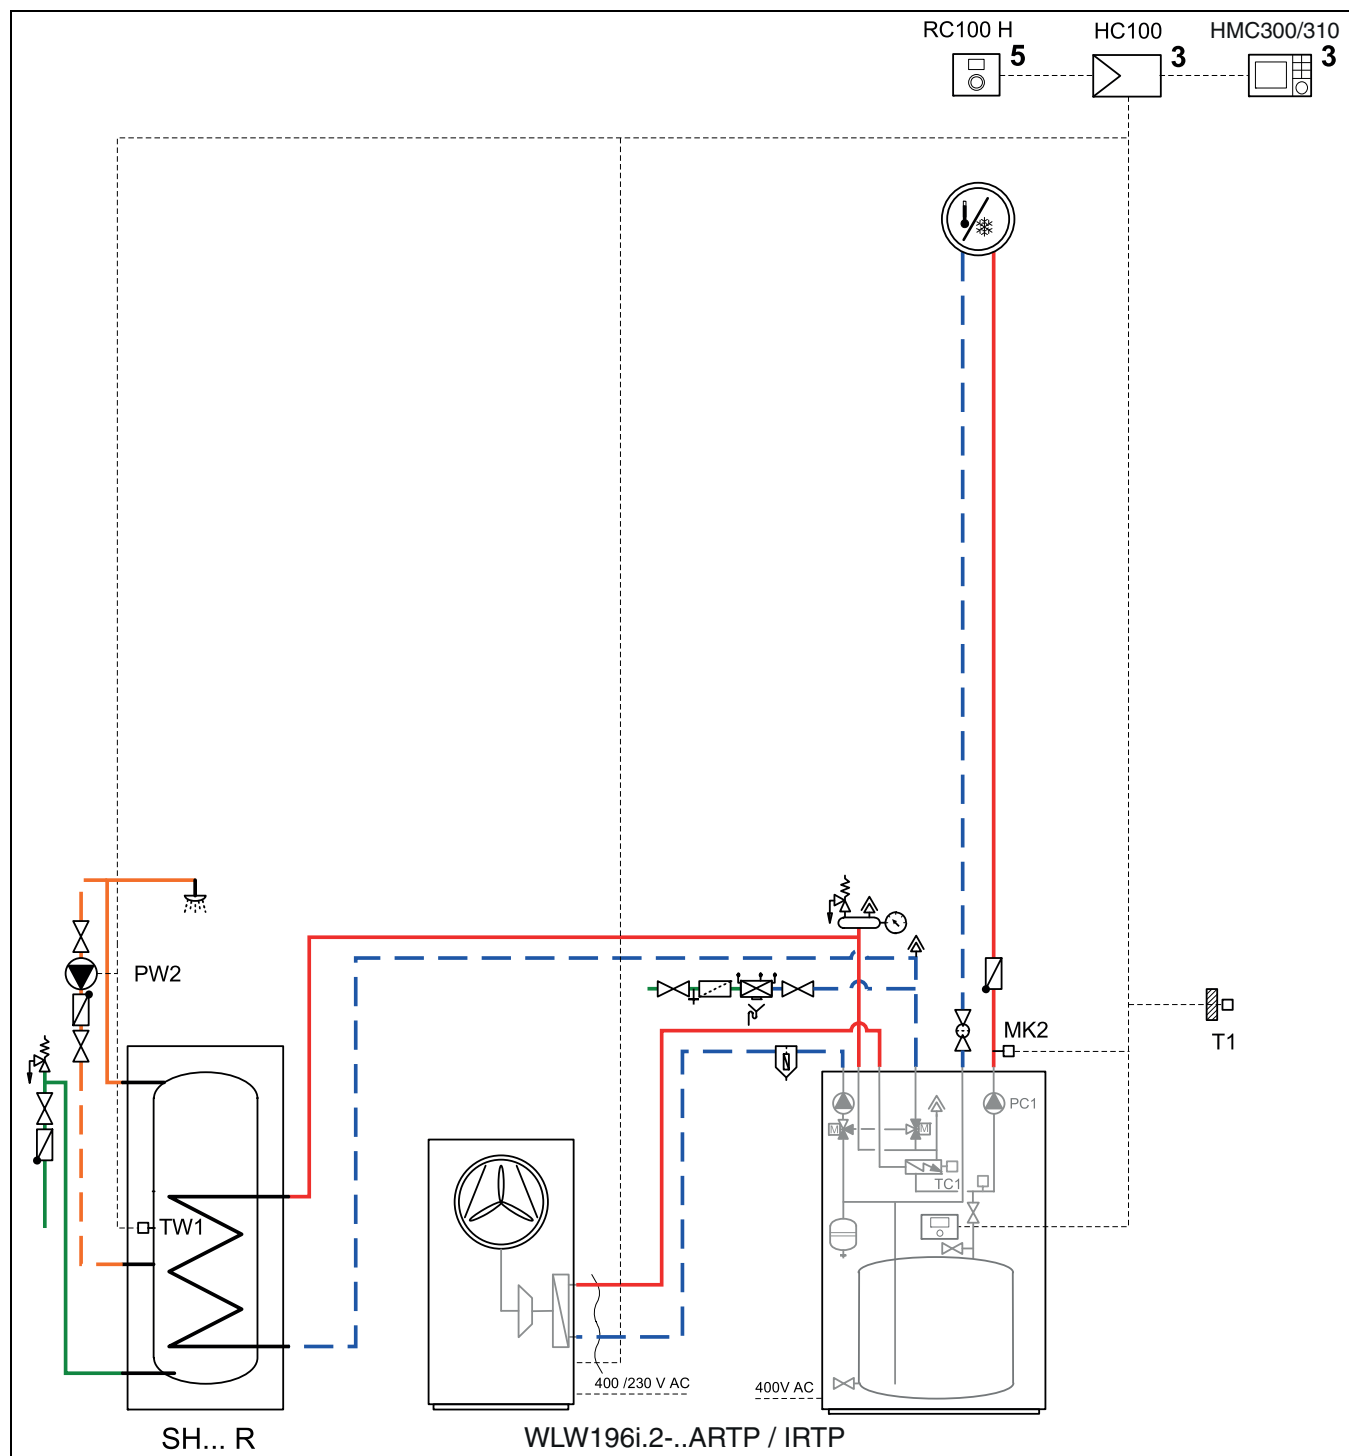 RC100 H
HC100
HMC300/310
5
3
3
PW2
MK2
T1
PC1
M
M
TC1
TW1
400 /230 V AC
400V AC
SH... R
WLW196i.2-..ARTP / IRTP